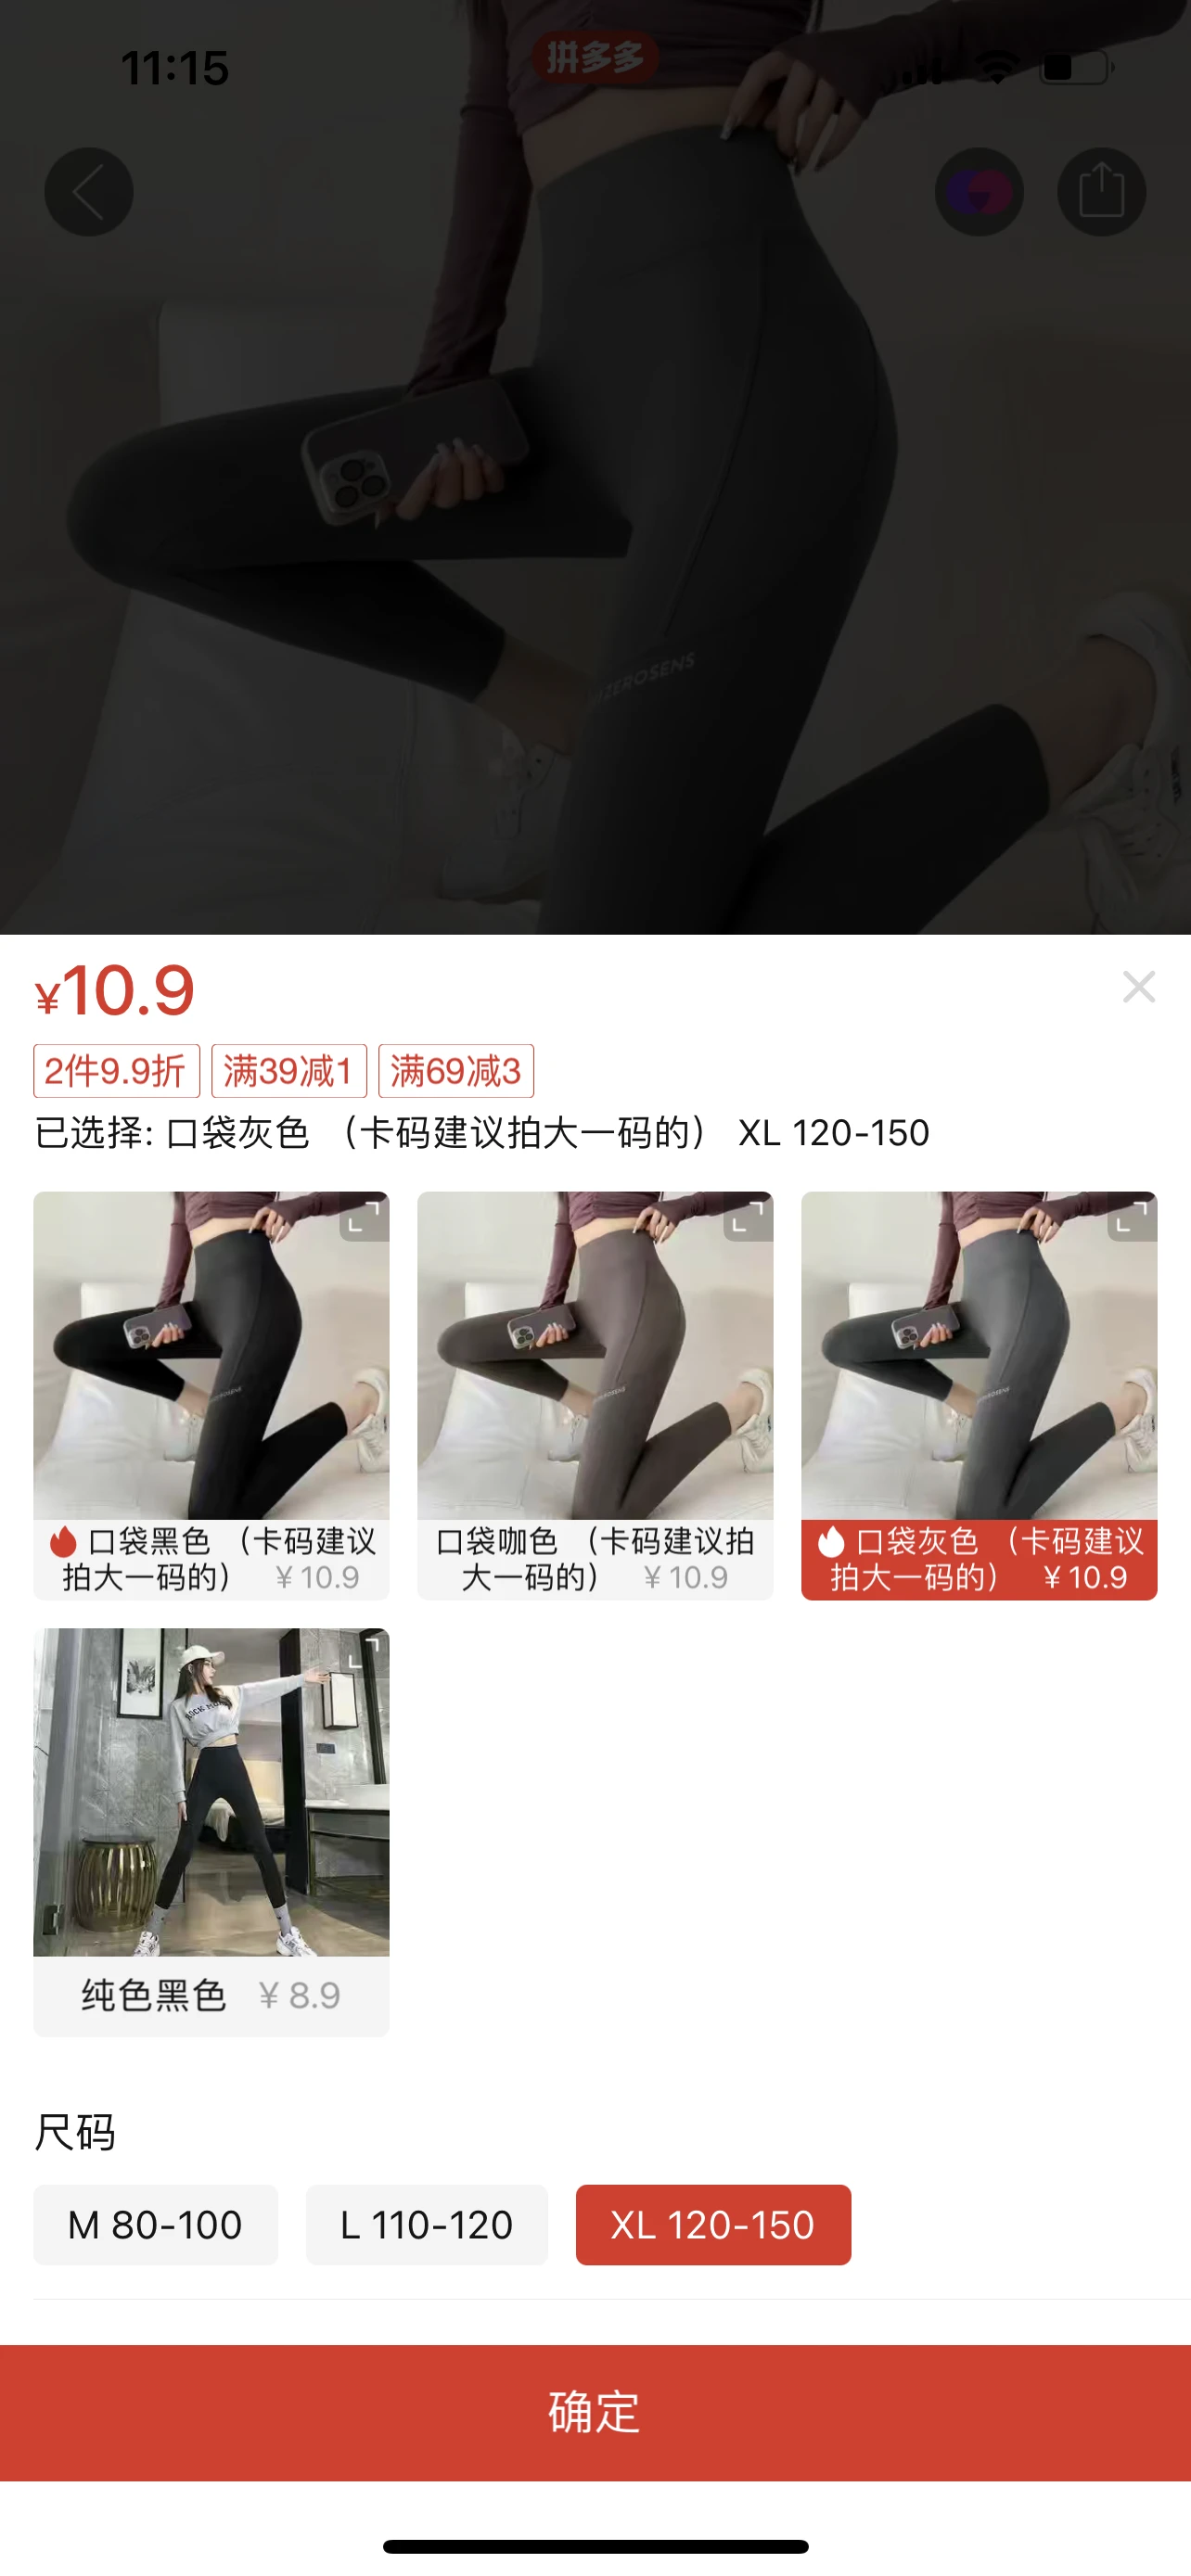 11:15
拼多多
ZEROSENS
¥10.9
2件9.9折 满39减1 满69减3
已选择: 口袋灰色 （卡码建议拍大一码的） XL 120-150
口袋黑色 （卡码建议
拍大一码的） ¥10.9
口袋咖色 （卡码建议拍
大一码的） ¥10.9
口袋灰色 （卡码建议
拍大一码的） ¥10.9
纯色黑色 ¥8.9
尺码
M 80-100
L 110-120
XL 120-150
确定